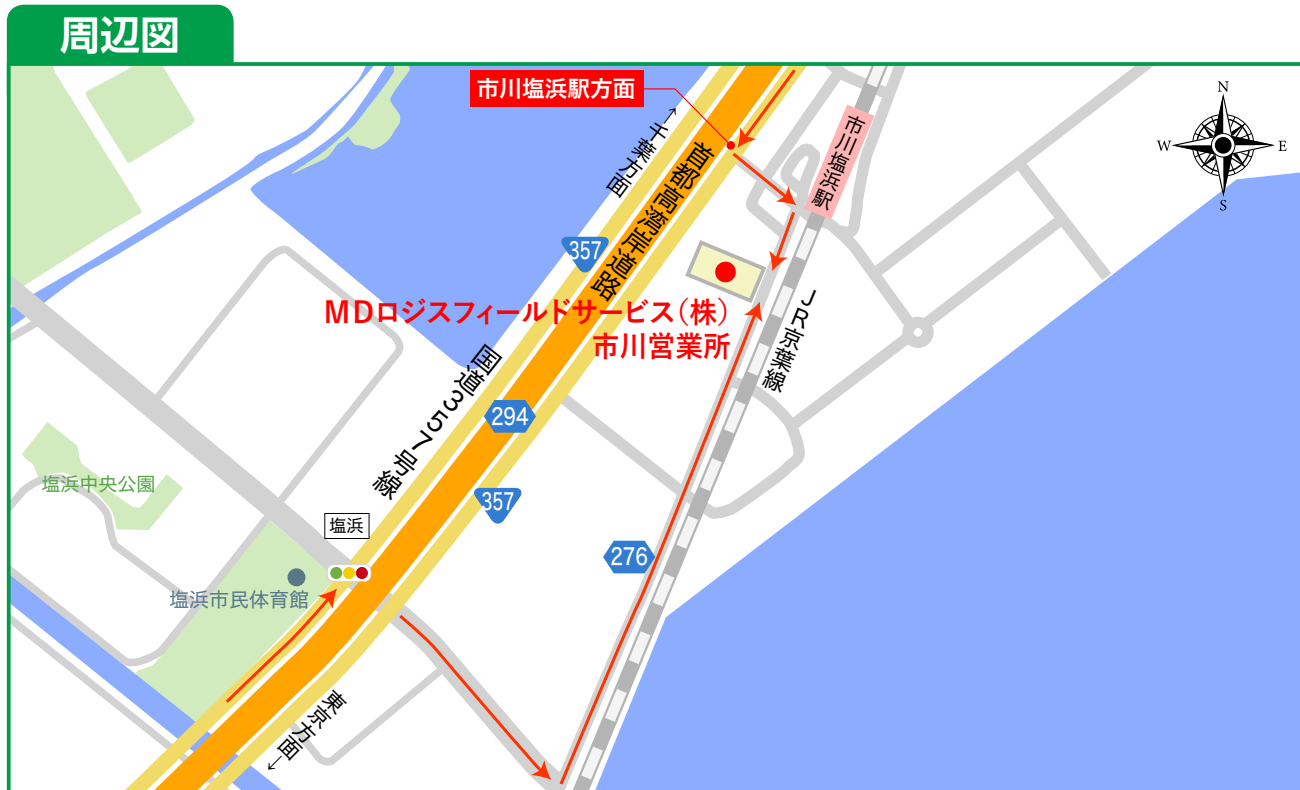 周辺図
市川塩浜駅方面
N
W
E
S
←千葉方面
首都高湾岸道路
市川塩浜駅
357
MDロジスフィールドサービス(株)
市川営業所
JR京葉線
国道357号線
294
塩浜中央公園
357
塩浜
276
塩浜市民体育館
東京方面→